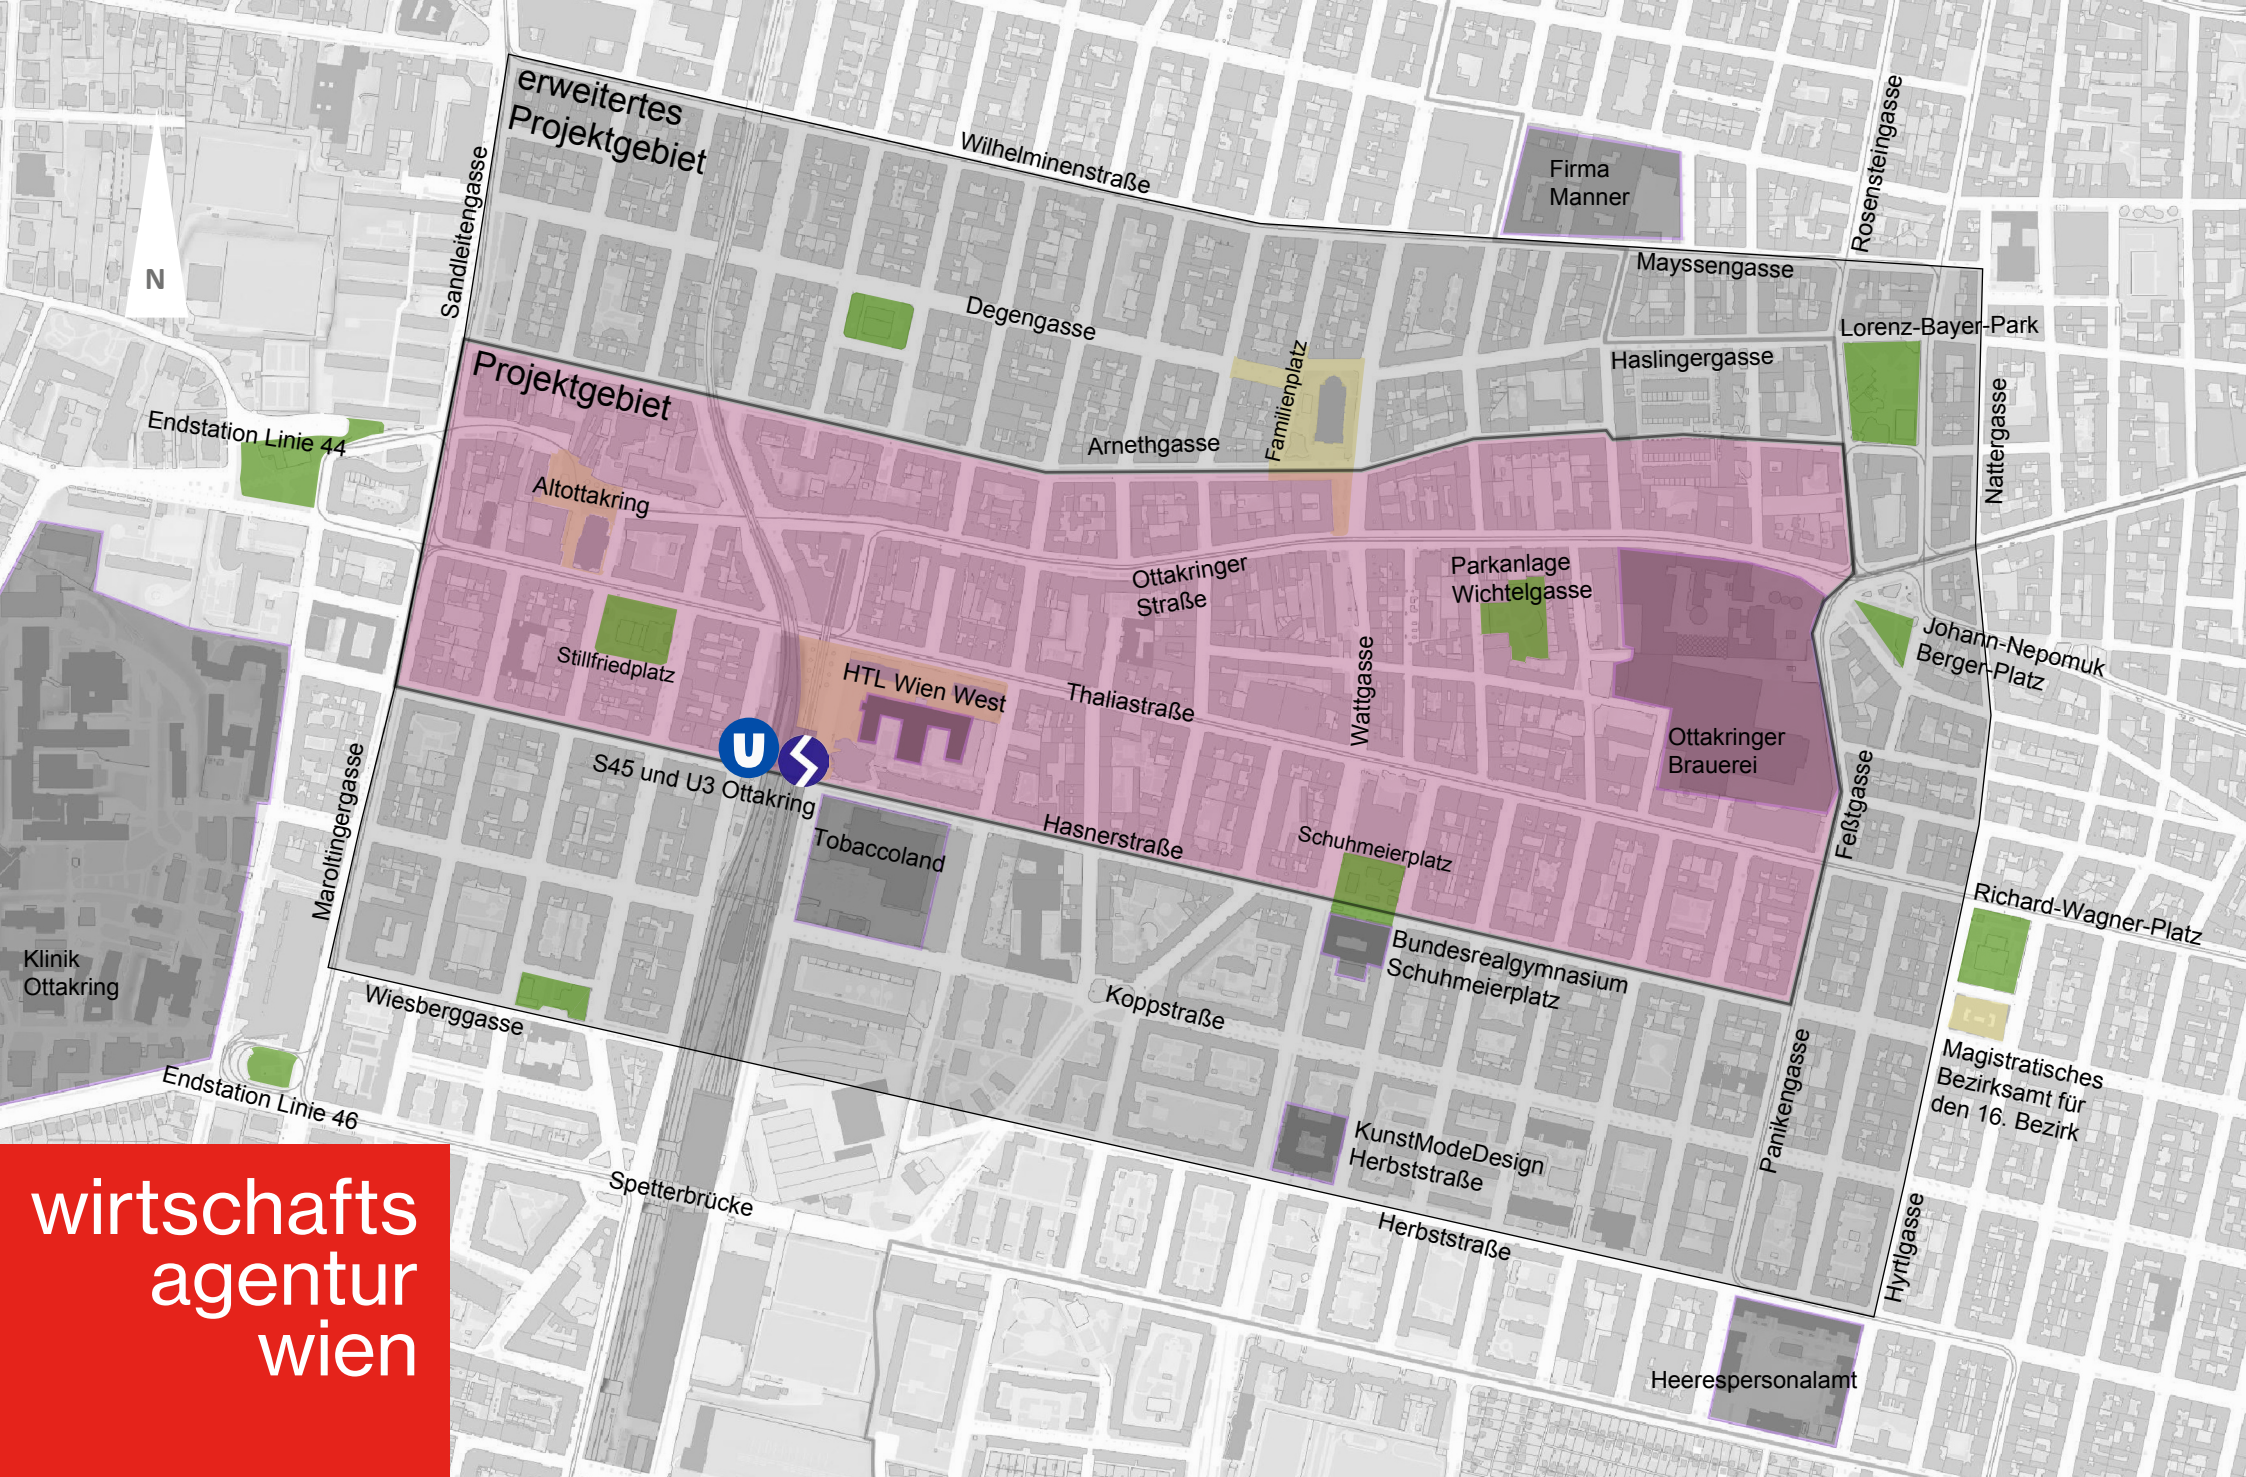 erweitertes
Projektgebiet
Wilhelminenstraße
Firma
Manner
Rosensteingasse
Sandleitengasse
N
Mayssengasse
Degengasse
Lorenz-Bayer-Park
Haslingergasse
Projektgebiet
Familienplatz
Nattergasse
Endstation Linie 44
Arnethgasse
Altottakring
Ottakringer
Straße
Parkanlage
Wichtelgasse
Johann-Nepomuk
Berger-Platz
Stillfriedplatz
HTL Wien West
Thaliastraße
Wattgasse
Ottakringer
Brauerei
U
S45 und U3 Ottakring
Maroltingergasse
Feßtgasse
Tobaccoland
Hasnerstraße
Schuhmeierplatz
Richard-Wagner-Platz
Bundesrealgymnasium
Schuhmeierplatz
Klinik
Ottakring
Wiesberggasse
Koppstraße
Magistratisches
Bezirksamt für
den 16. Bezirk
Panikengasse
Endstation Linie 46
KunstModeDesign
Herbststraße
Spetterbrücke
Herbststraße
Hyrtlgasse
Heerespersonalamt
wirtschafts
agentur
wien